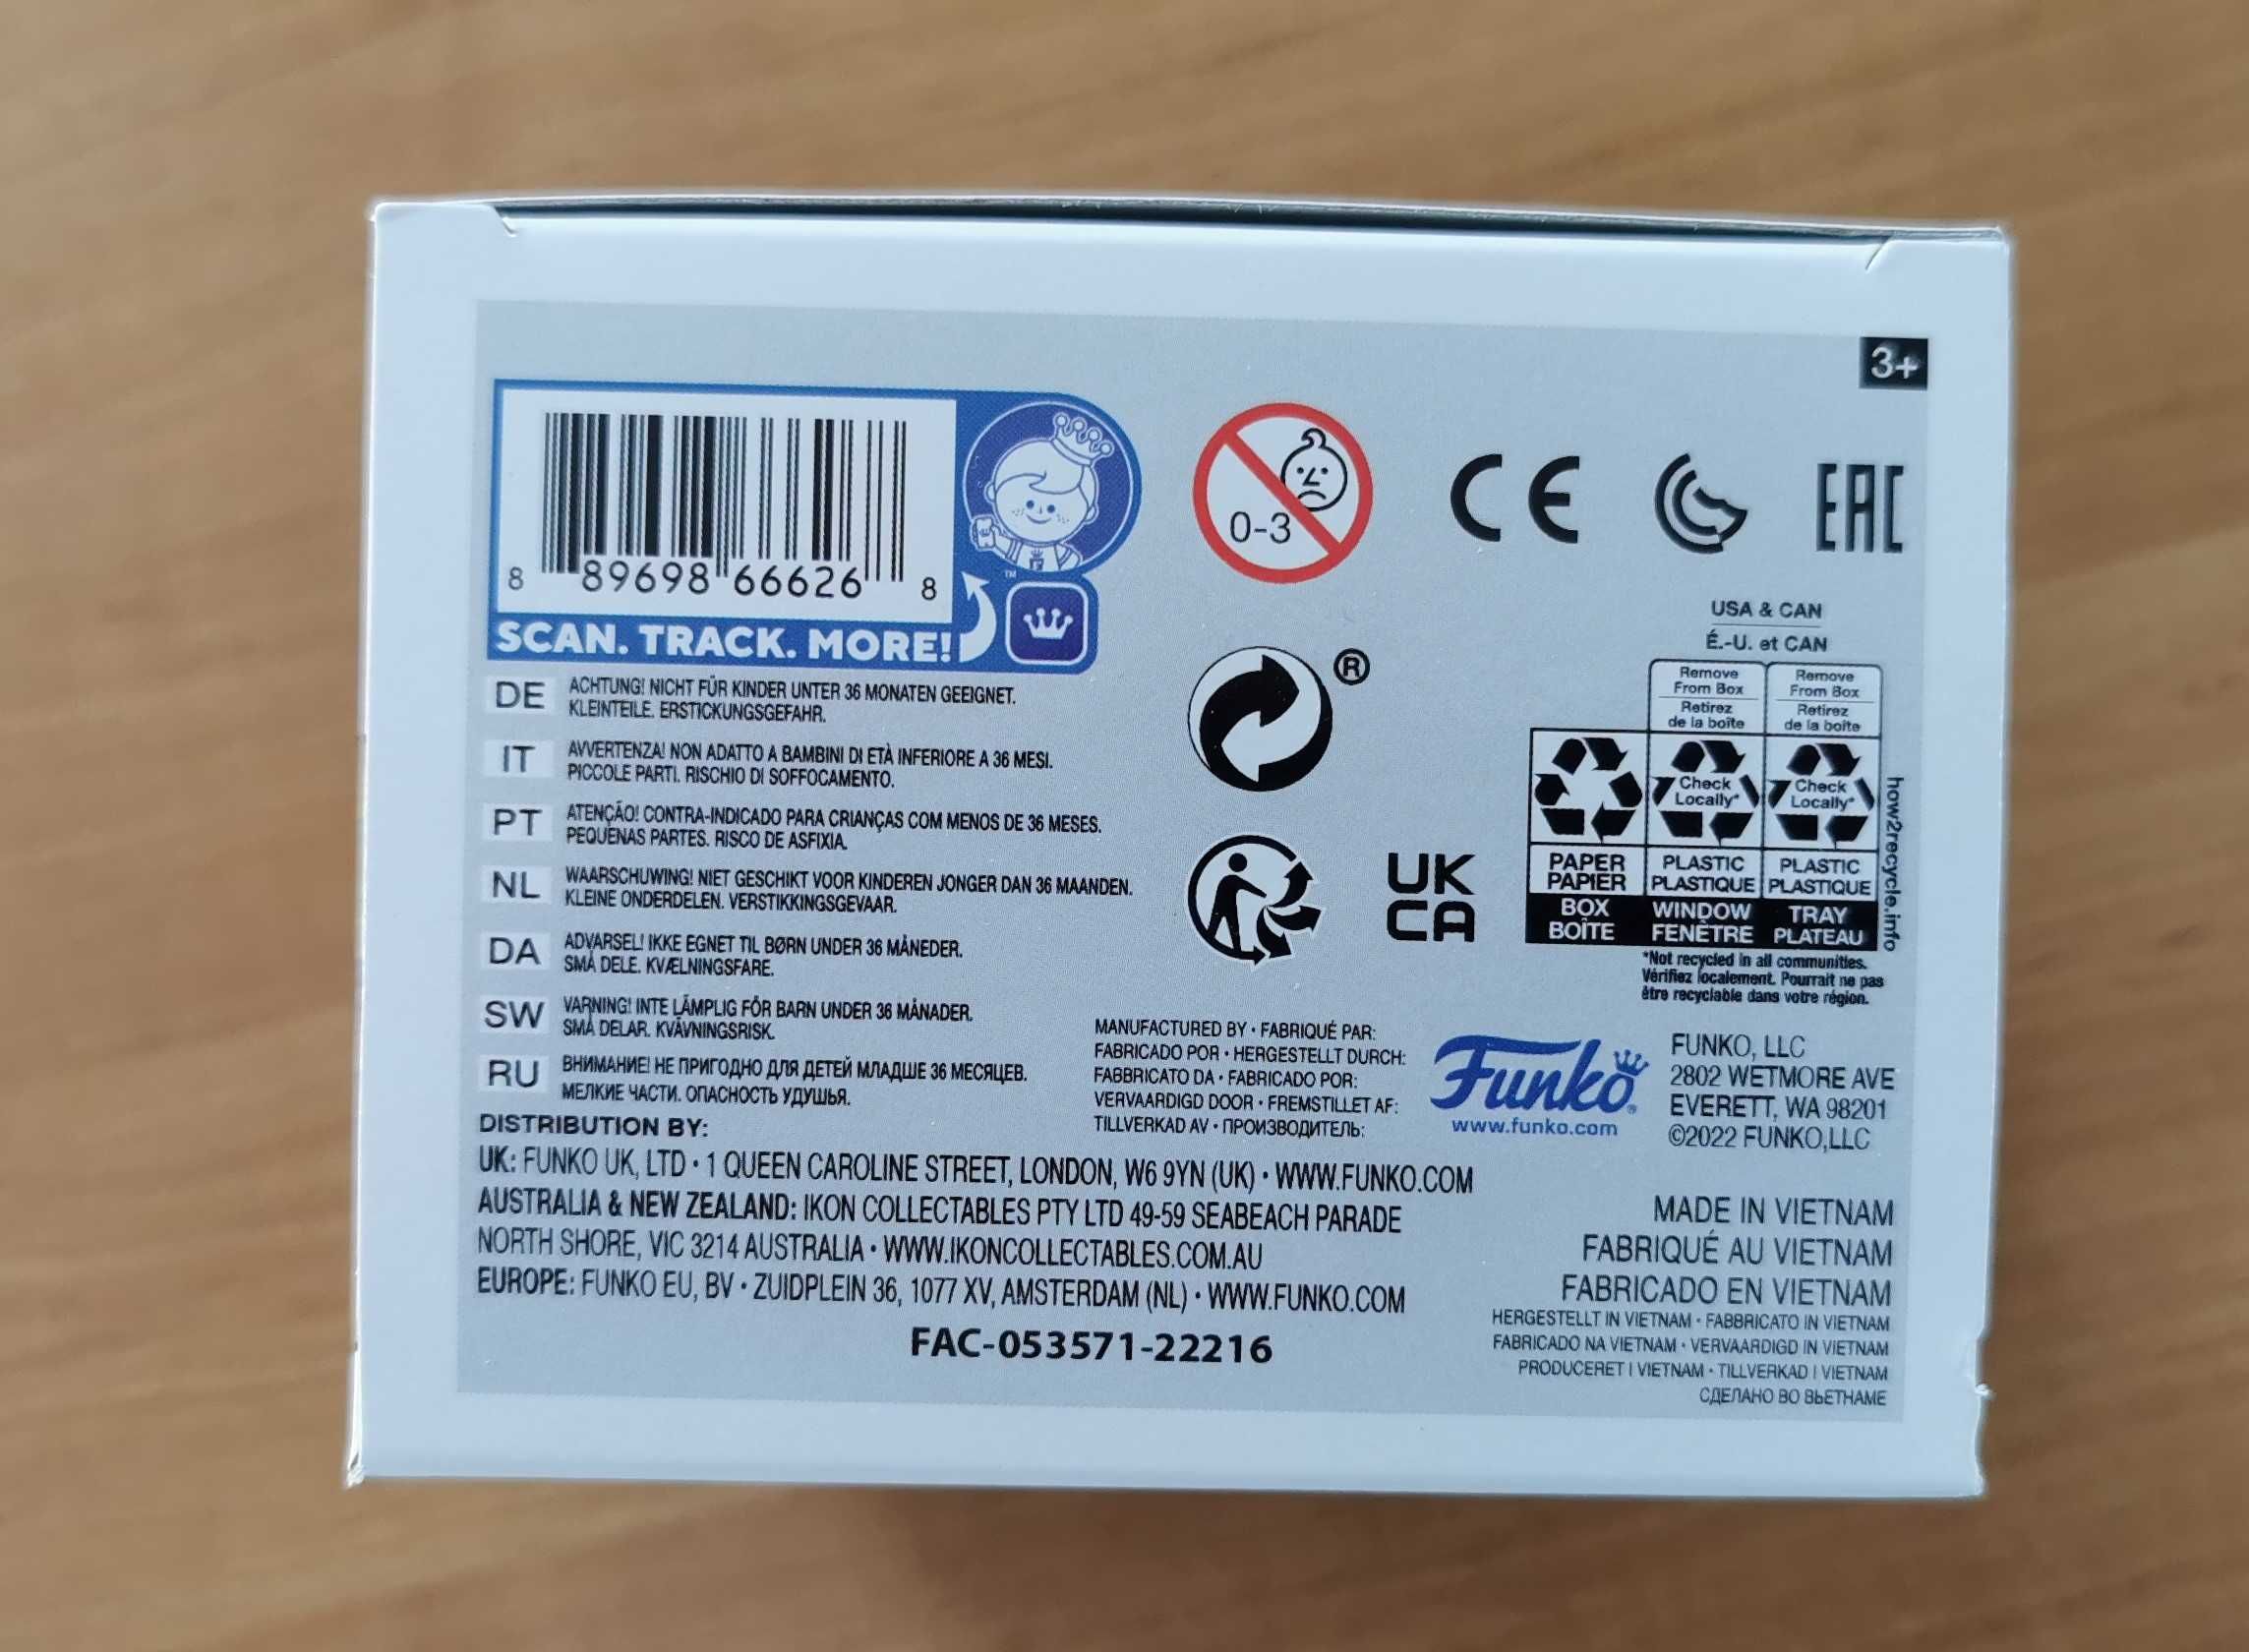 3+
8 89698 66626 8
SCAN. TRACK. MORE!
TM
0-3
CE
EAC
USA & CAN
É.-U. et CAN
Remove
From Box
Retirez
de la boîte
Remove
From Box
Retirez
de la boîte
Check
Locally*
Check
Locally*
PAPER
PAPIER
PLASTIC
PLASTIQUE
PLASTIC
PLASTIQUE
BOX
BOÎTE
WINDOW
FENÊTRE
TRAY
PLATEAU
how2recycle.info
*Not recycled in all communities.
Vérifiez localement. Pourrait ne pas
être recyclable dans votre région.
®
UK
CA
DE ACHTUNG! NICHT FÜR KINDER UNTER 36 MONATEN GEEIGNET.
KLEINTEILE. ERSTICKUNGSGEFAHR.
IT AVVERTENZA! NON ADATTO A BAMBINI DI ETÀ INFERIORE A 36 MESI.
PICCOLE PARTI. RISCHIO DI SOFFOCAMENTO.
PT ATENÇÃO! CONTRA-INDICADO PARA CRIANÇAS COM MENOS DE 36 MESES.
PEQUENAS PARTES. RISCO DE ASFIXIA.
NL WAARSCHUWING! NIET GESCHIKT VOOR KINDEREN JONGER DAN 36 MAANDEN.
KLEINE ONDERDELEN. VERSTIKKINGSGEVAAR.
DA ADVARSEL! IKKE EGNET TIL BØRN UNDER 36 MÅNEDER.
SMÅ DELE. KVÆLNINGSFARE.
SW VARNING! INTE LÄMPLIG FÖR BARN UNDER 36 MÅNADER.
SMÅ DELAR. KVÄVNINGSRISK.
RU ВНИМАНИЕ! НЕ ПРИГОДНО ДЛЯ ДЕТЕЙ МЛАДШЕ 36 МЕСЯЦЕВ.
МЕЛКИЕ ЧАСТИ. ОПАСНОСТЬ УДУШЬЯ.
MANUFACTURED BY • FABRIQUÉ PAR:
FABRICADO POR • HERGESTELLT DURCH:
FABBRICATO DA • FABRICADO POR:
VERVAARDIGD DOOR • FREMSTILLET AF:
TILLVERKAD AV • ПРОИЗВОДИТЕЛЬ:
Funko®
www.funko.com
FUNKO, LLC
2802 WETMORE AVE
EVERETT, WA 98201
©2022 FUNKO,LLC
DISTRIBUTION BY:
UK: FUNKO UK, LTD • 1 QUEEN CAROLINE STREET, LONDON, W6 9YN (UK) • WWW.FUNKO.COM
AUSTRALIA & NEW ZEALAND: IKON COLLECTABLES PTY LTD 49-59 SEABEACH PARADE
NORTH SHORE, VIC 3214 AUSTRALIA • WWW.IKONCOLLECTABLES.COM.AU
EUROPE: FUNKO EU, BV • ZUIDPLEIN 36, 1077 XV, AMSTERDAM (NL) • WWW.FUNKO.COM
FAC-053571-22216
MADE IN VIETNAM
FABRIQUÉ AU VIETNAM
FABRICADO EN VIETNAM
HERGESTELLT IN VIETNAM • FABBRICATO IN VIETNAM
FABRICADO NA VIETNAM • VERVAARDIGD IN VIETNAM
PRODUCERET I VIETNAM • TILLVERKAD I VIETNAM
СДЕЛАНО ВО ВЬЕТНАМЕ